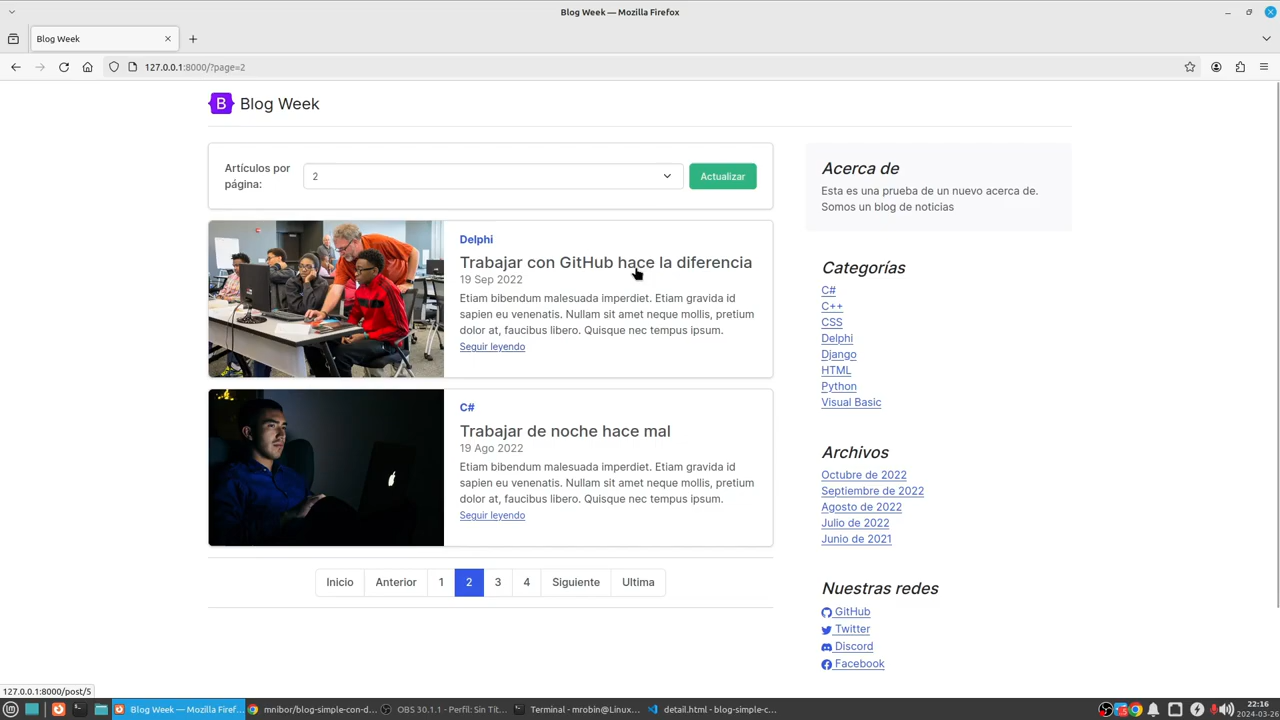 Blog Week — Mozilla Firefox
Blog Week
127.0.0.1:8000/?page=2
B Blog Week
Artículos por página:
2
Actualizar
Delphi
Trabajar con GitHub hace la diferencia
19 Sep 2022
Etiam bibendum malesuada imperdiet. Etiam gravida id
sapien eu venenatis. Nullam sit amet neque mollis, pretium
dolor at, faucibus libero. Quisque nec tempus ipsum.
Seguir leyendo
C#
Trabajar de noche hace mal
19 Ago 2022
Etiam bibendum malesuada imperdiet. Etiam gravida id
sapien eu venenatis. Nullam sit amet neque mollis, pretium
dolor at, faucibus libero. Quisque nec tempus ipsum.
Seguir leyendo
Inicio Anterior 1 2 3 4 Siguiente Ultima
Acerca de
Esta es una prueba de un nuevo acerca de.
Somos un blog de noticias
Categorías
C#
C++
CSS
Delphi
Django
HTML
Python
Visual Basic
Archivos
Octubre de 2022
Septiembre de 2022
Agosto de 2022
Julio de 2022
Junio de 2021
Nuestras redes
GitHub
Twitter
Discord
Facebook
127.0.0.1:8000/post/5
Blog Week — Mozilla Firef...
mnibor/blog-simple-con-d...
OBS 30.1.1 - Perfil: Sin Tít...
Terminal - mrobin@Linux...
detail.html - blog-simple-c...
22:16
2024-03-26